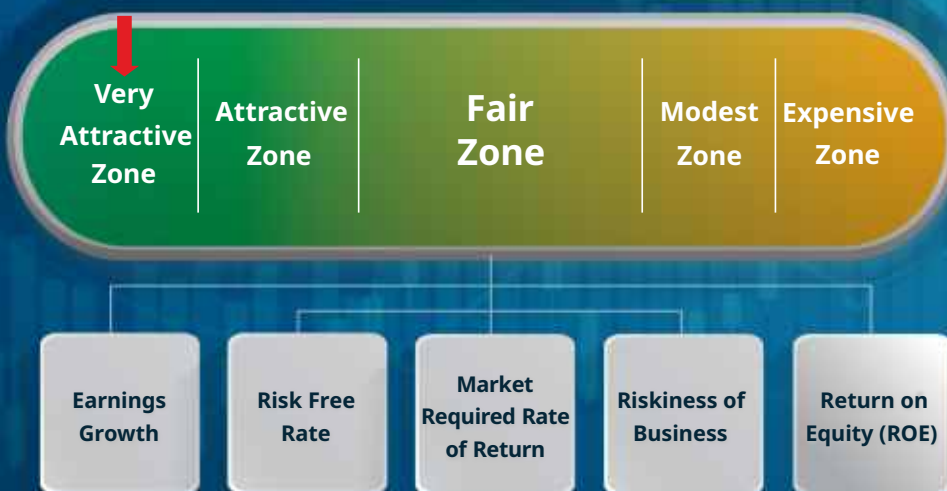 Very
Attractive
Zone
Attractive
Zone
Fair
Zone
Modest
Zone
Expensive
Zone
Earnings
Growth
Risk Free
Rate
Market
Required Rate
of Return
Riskiness of
Business
Return on
Equity (ROE)